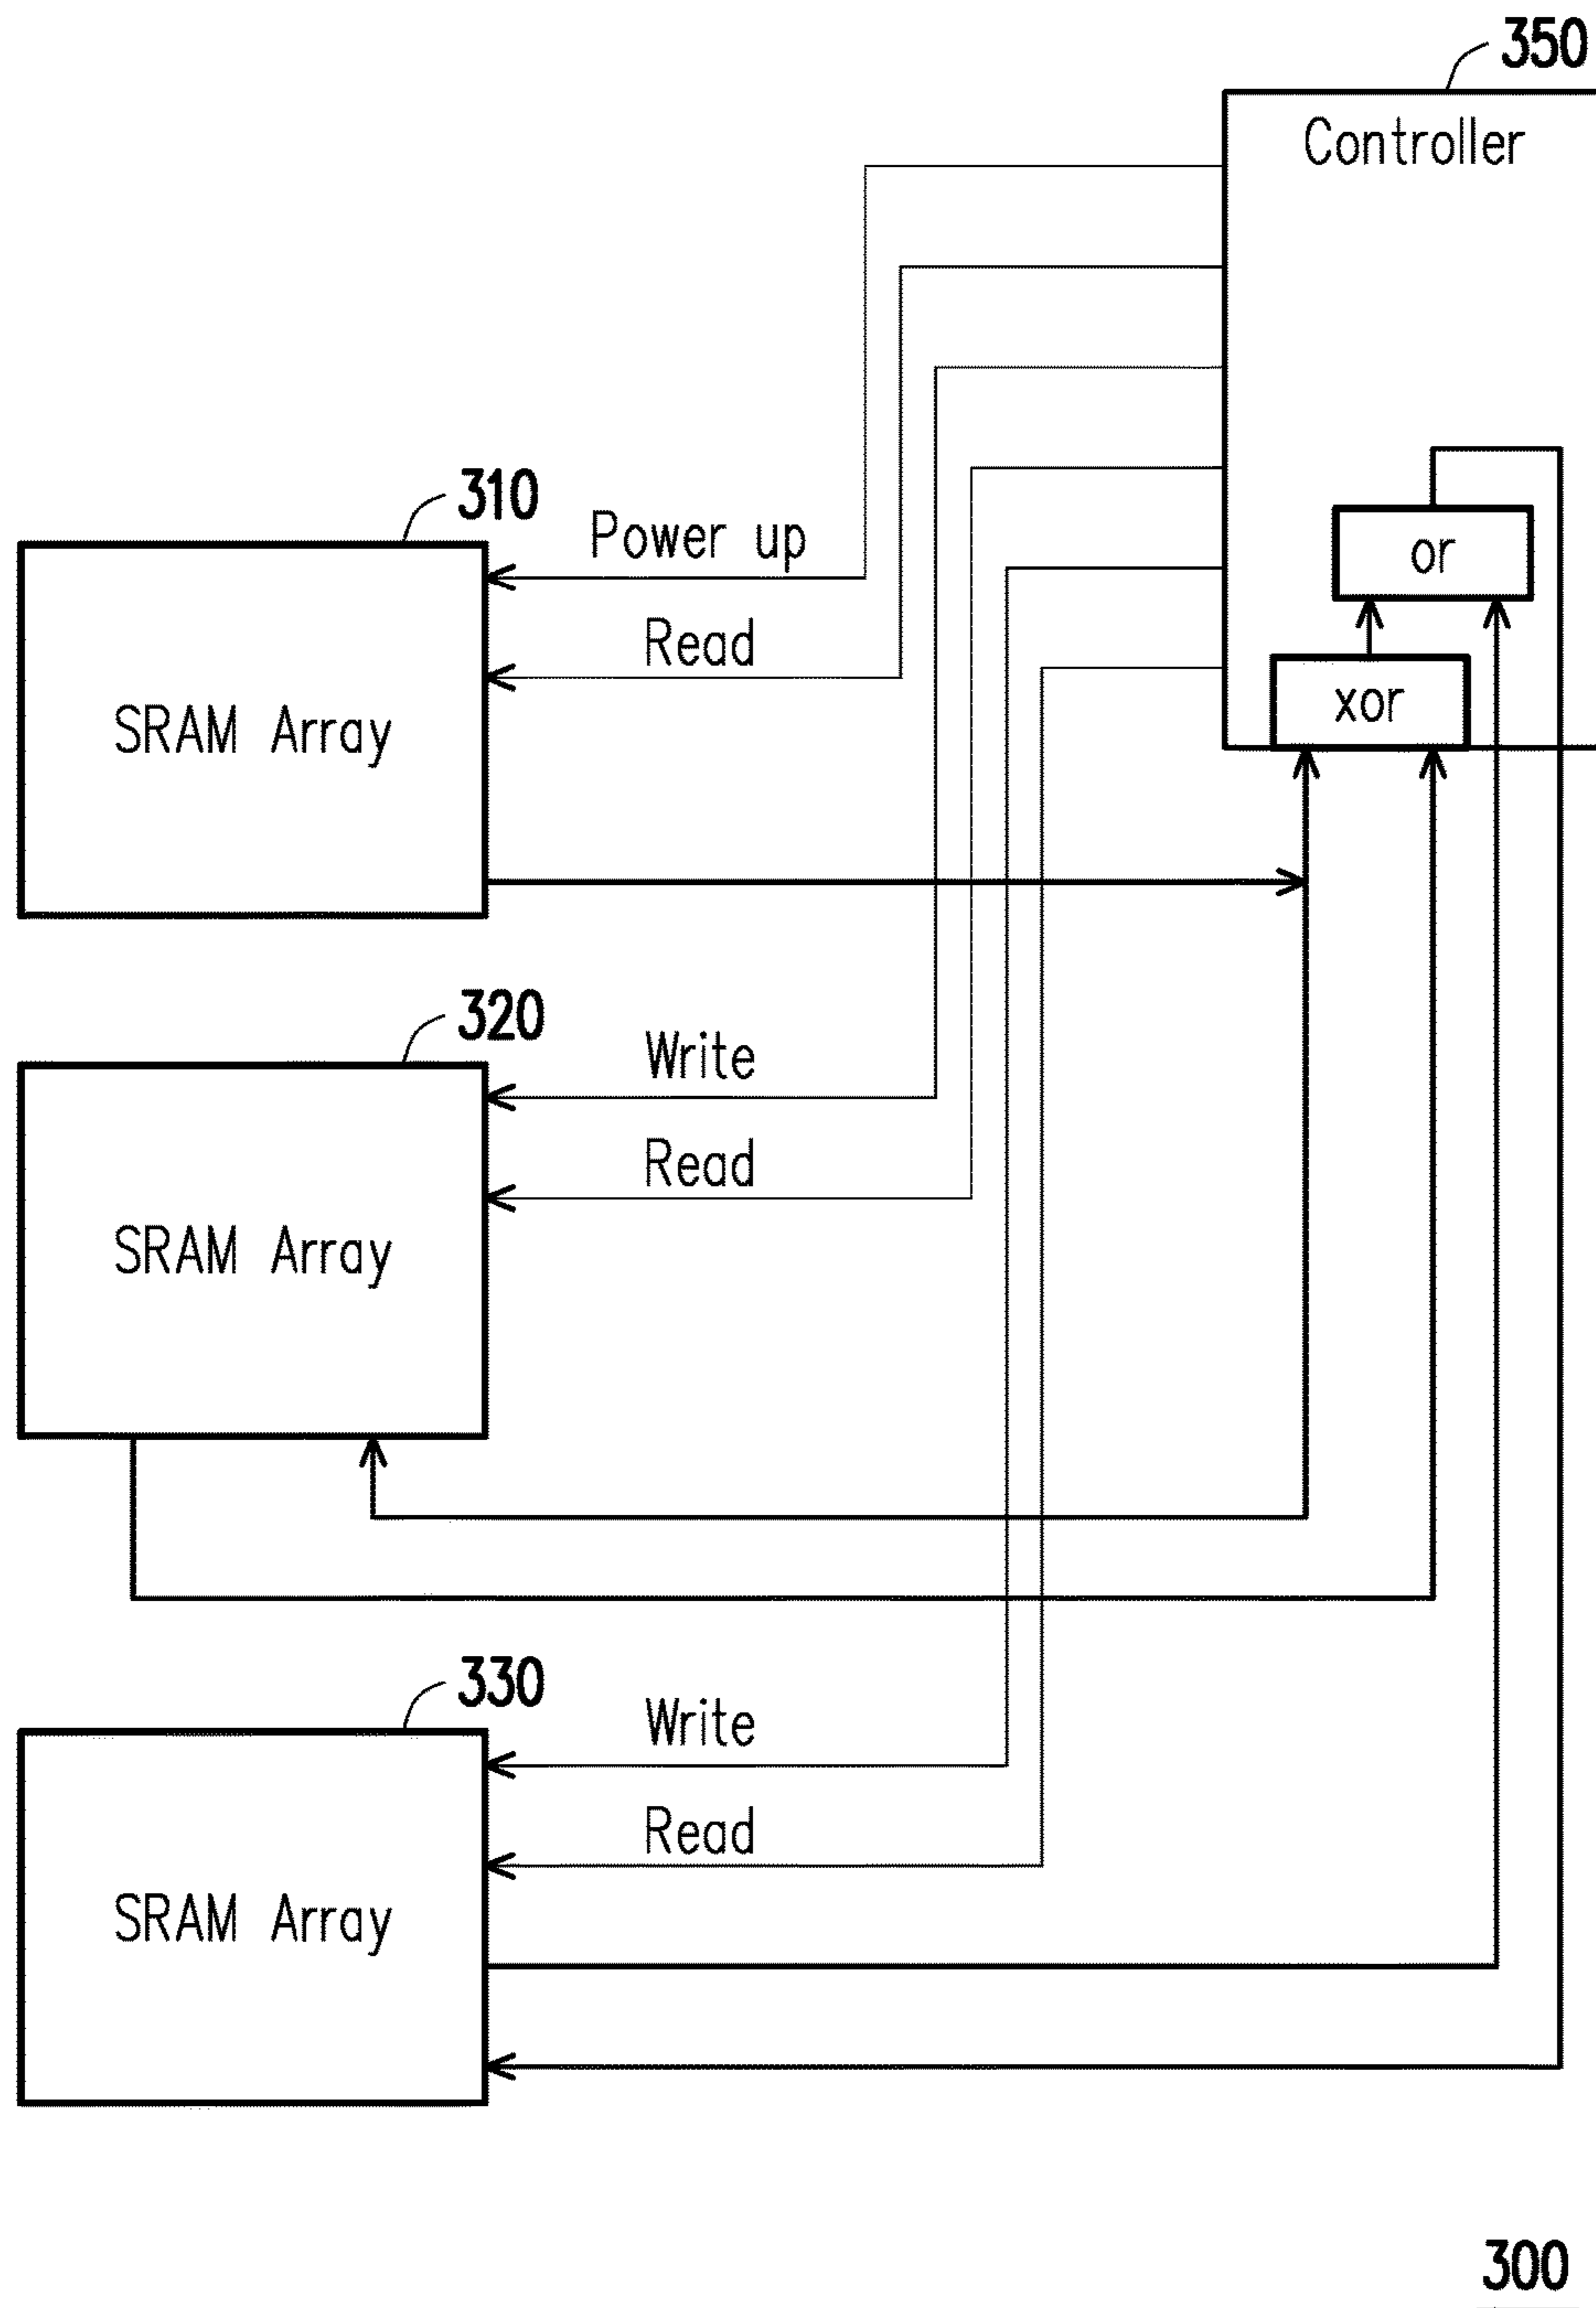 350
Controller
310
Power up
or
Read
xor
SRAM Array
320
Write
Read
SRAM Array
330
Write
Read
SRAM Array
300